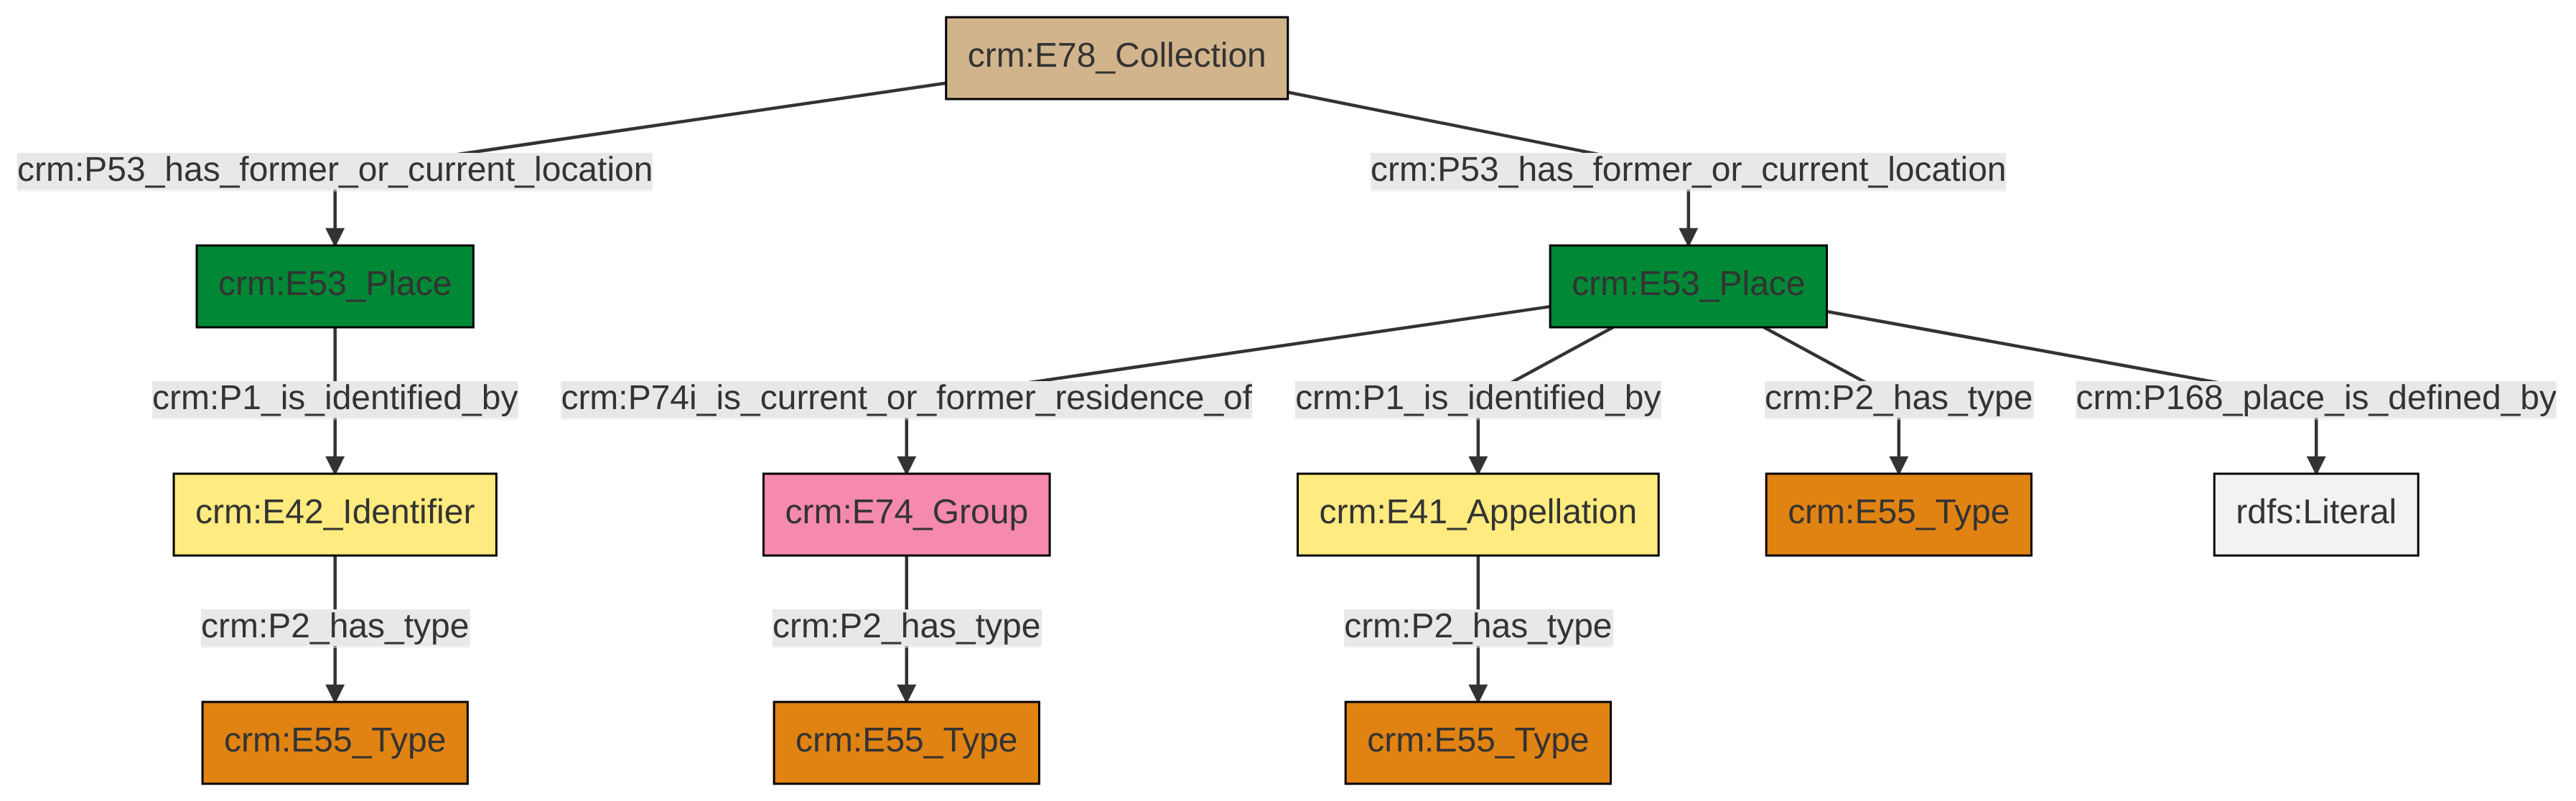 crm:E78_Collection
crm:P53_has_former_or_current_location
crm:P53_has_former_or_current_location
crm:E53_Place
crm:E53_Place
crm:P1_is_identified_by
crm:P74i_is_current_or_former_residence_of
crm:P1_is_identified_by
crm:P2_has_type
crm:P168_place_is_defined_by
crm:E42_Identifier
crm:E74_Group
crm:E41_Appellation
crm:E55_Type
rdfs:Literal
crm:P2_has_type
crm:P2_has_type
crm:P2_has_type
crm:E55_Type
crm:E55_Type
crm:E55_Type